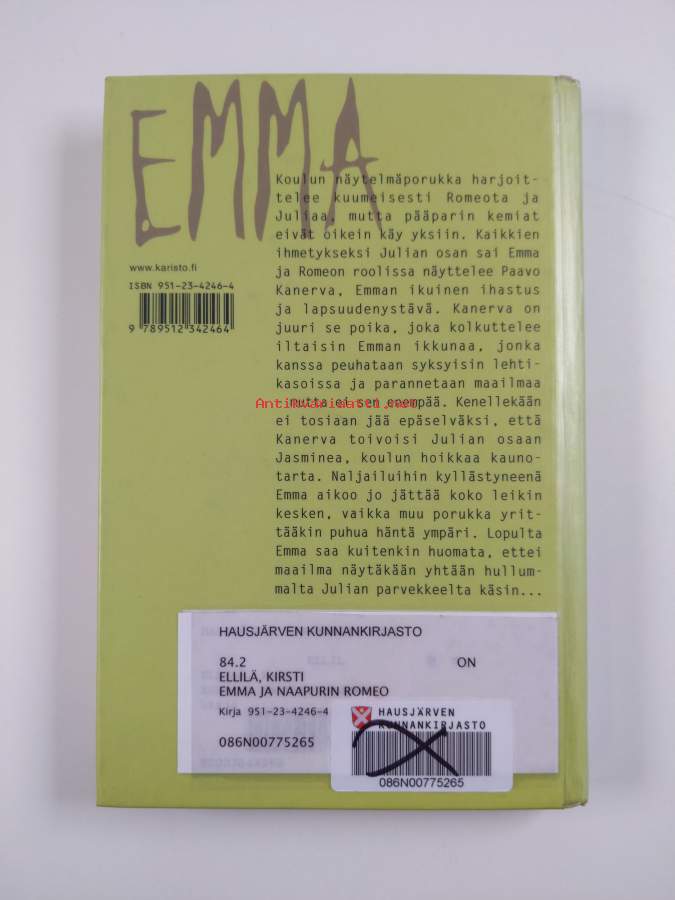 EMMA
Koulun näytelmäporukka harjoit-
telee kuumeisesti Romeota ja
Juliaa, mutta pääparin kemiat
eivät oikein käy yksiin. Kaikkien
ihmetykseksi Julian osan sai Emma
ja Romeon roolissa näyttelee Paavo
Kanerva, Emman ikuinen ihastus
ja lapsuudenystävä. Kanerva on
juuri se poika, joka kolkuttelee
iltaisin Emman ikkunaa, jonka
kanssa peuhataan syksyisin lehti-
kasoissa ja parannetaan maailmaa
- mutta ei sen enempää. Kenellekään
ei tosiaan jää epäselväksi, että
Kanerva toivoisi Julian osaan
Jasminea, koulun hoikkaa kauno-
tarta. Naljailuihin kyllästyneenä
Emma aikoo jo jättää koko leikin
kesken, vaikka muu porukka yrit-
tääkin puhua häntä ympäri. Lopulta
Emma saa kuitenkin huomata, ettei
maailma näytäkään yhtään hullum-
malta Julian parvekkeelta käsin...
www.karisto.fi
ISBN 951-23-4246-4
9 789512 342464
Antikvariaatti.net
HAUSJÄRVEN KUNNANKIRJASTO
84.2 ON
ELLILÄ, KIRSTI
EMMA JA NAAPURIN ROMEO
Kirja 951-23-4246-4
086N00775265
HAUSJÄRVEN
KUNNANKIRJASTO
086N00775265